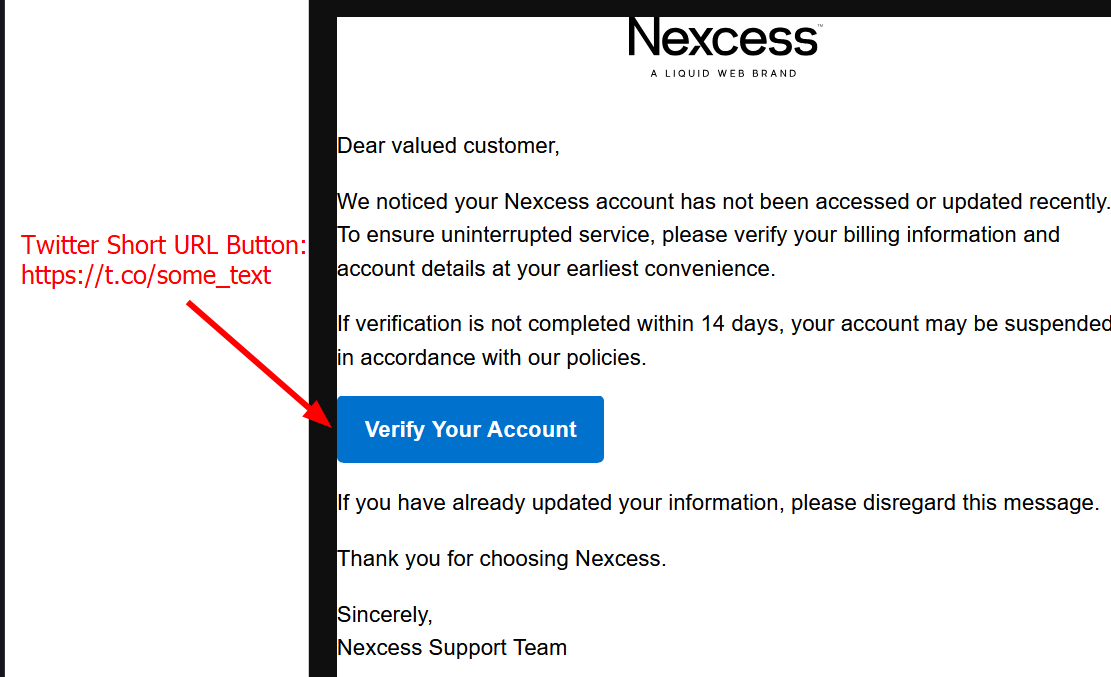 Nexcess™
A LIQUID WEB BRAND
Dear valued customer,
We noticed your Nexcess account has not been accessed or updated recently.
To ensure uninterrupted service, please verify your billing information and
account details at your earliest convenience.
Twitter Short URL Button:
https://t.co/some_text
If verification is not completed within 14 days, your account may be suspended
in accordance with our policies.
Verify Your Account
If you have already updated your information, please disregard this message.
Thank you for choosing Nexcess.
Sincerely,
Nexcess Support Team